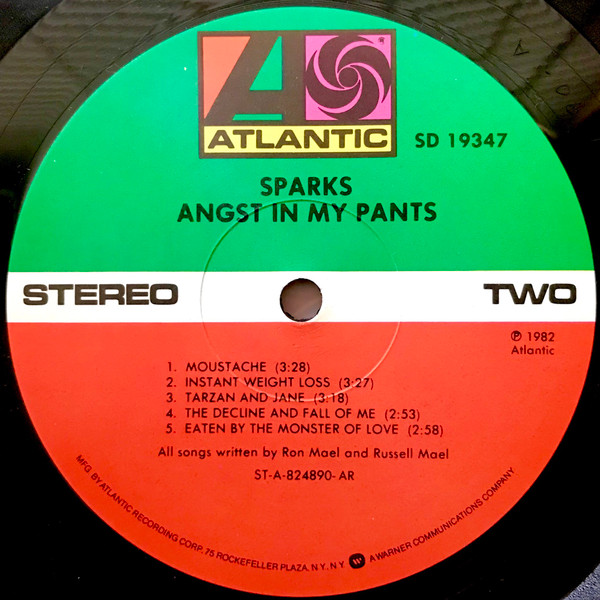 ATLANTIC
SD 19347
SPARKS
ANGST IN MY PANTS
STEREO
TWO
℗ 1982
Atlantic
1. MOUSTACHE (3:28)
2. INSTANT WEIGHT LOSS (3:27)
3. TARZAN AND JANE (3:18)
4. THE DECLINE AND FALL OF ME (2:53)
5. EATEN BY THE MONSTER OF LOVE (2:58)
All songs written by Ron Mael and Russell Mael
ST-A-824890-AR
MFG. BY ATLANTIC RECORDING CORP., 75 ROCKEFELLER PLAZA, N.Y. N.Y. W A WARNER COMMUNICATIONS COMPANY